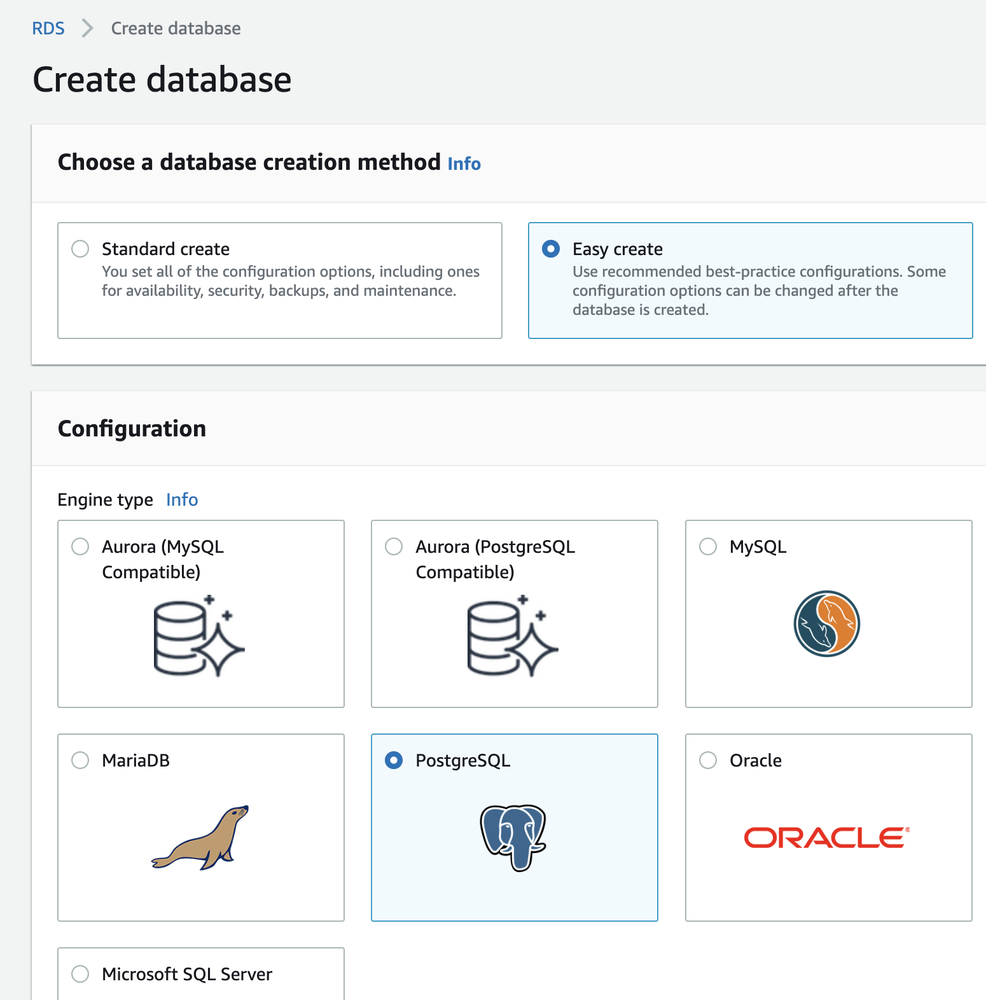 RDS > Create database
Create database
Choose a database creation method Info
Standard create
You set all of the configuration options, including ones
for availability, security, backups, and maintenance.
Easy create
Use recommended best-practice configurations. Some
configuration options can be changed after the
database is created.
Configuration
Engine type Info
Aurora (MySQL
Compatible)
Aurora (PostgreSQL
Compatible)
MySQL
MariaDB
PostgreSQL
Oracle
ORACLE®
Microsoft SQL Server